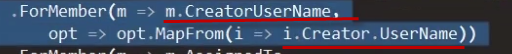 .ForMember(m => m.CreatorUserName,
opt => opt.MapFrom(i => i.Creator.UserName))